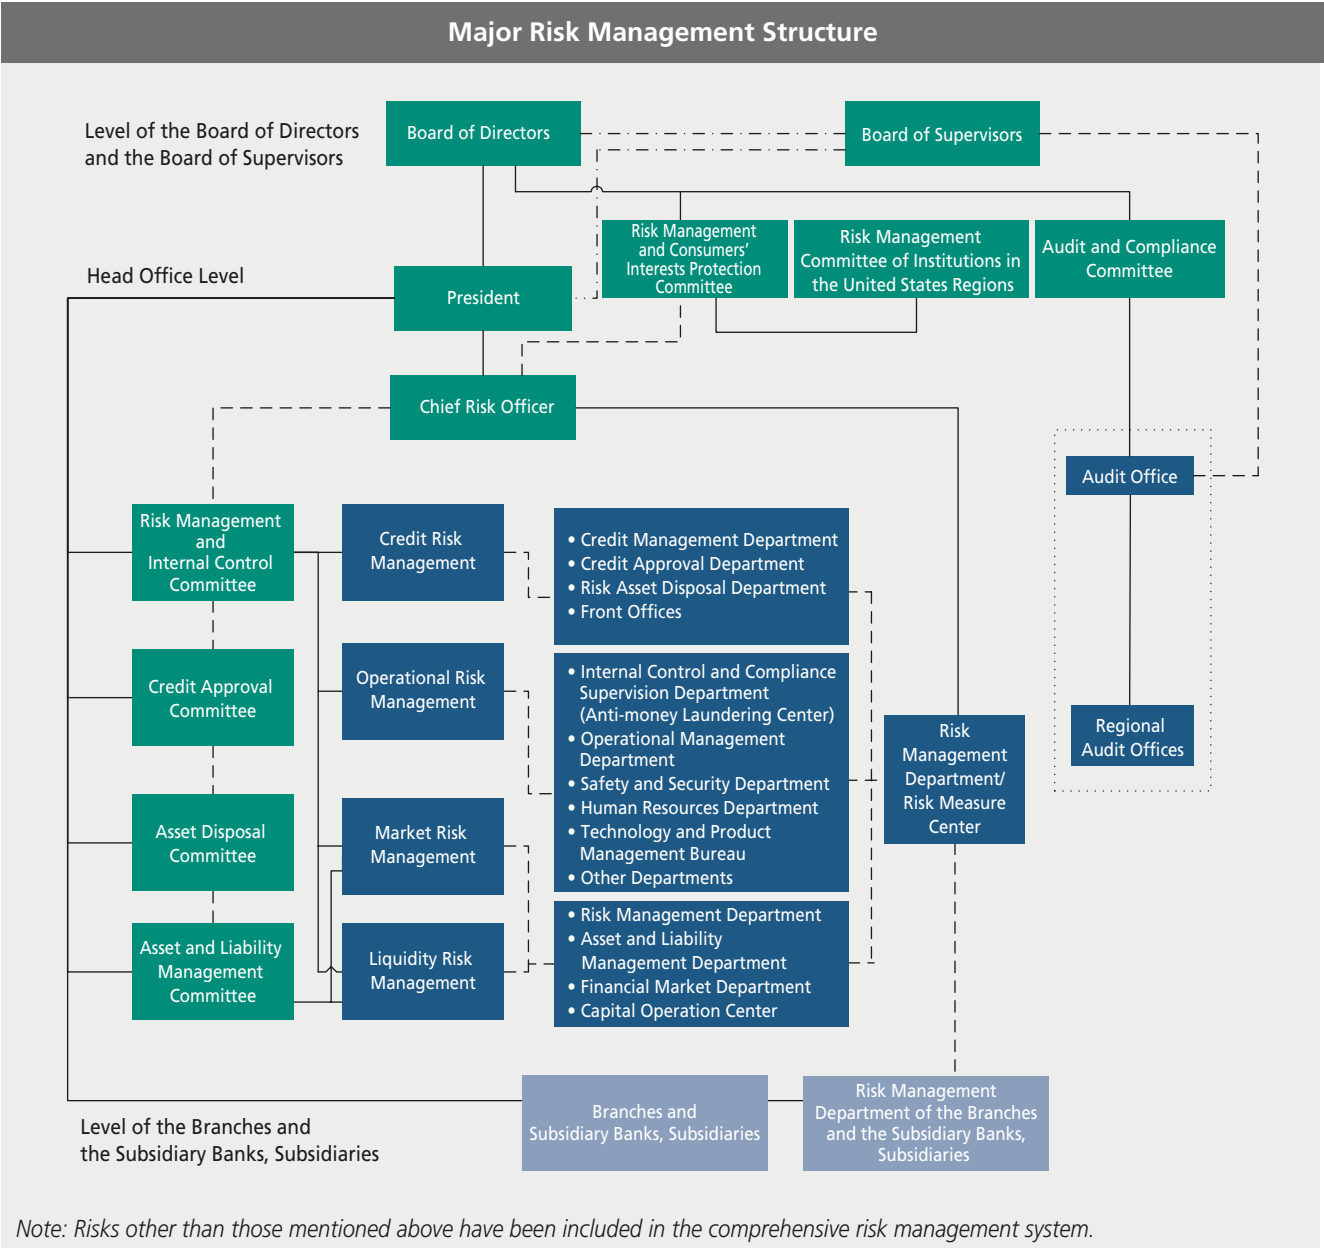 Major Risk Management Structure
Level of the Board of Directors
and the Board of Supervisors
Board of Directors
Board of Supervisors
Risk Management
and Consumers'
Interests Protection
Committee
Risk Management
Committee of Institutions in
the United States Regions
Audit and Compliance
Committee
Head Office Level
President
Chief Risk Officer
Audit Office
Regional
Audit Offices
Risk Management
and
Internal Control
Committee
Credit Risk
Management
• Credit Management Department
• Credit Approval Department
• Risk Asset Disposal Department
• Front Offices
Credit Approval
Committee
Operational Risk
Management
• Internal Control and Compliance
Supervision Department
(Anti-money Laundering Center)
• Operational Management
Department
• Safety and Security Department
• Human Resources Department
• Technology and Product
Management Bureau
• Other Departments
Risk
Management
Department/
Risk Measure
Center
Asset Disposal
Committee
Market Risk
Management
Asset and Liability
Management
Committee
Liquidity Risk
Management
• Risk Management Department
• Asset and Liability
Management Department
• Financial Market Department
• Capital Operation Center
Level of the Branches and
the Subsidiary Banks, Subsidiaries
Branches and
Subsidiary Banks, Subsidiaries
Risk Management
Department of the Branches
and the Subsidiary Banks,
Subsidiaries
Note: Risks other than those mentioned above have been included in the comprehensive risk management system.